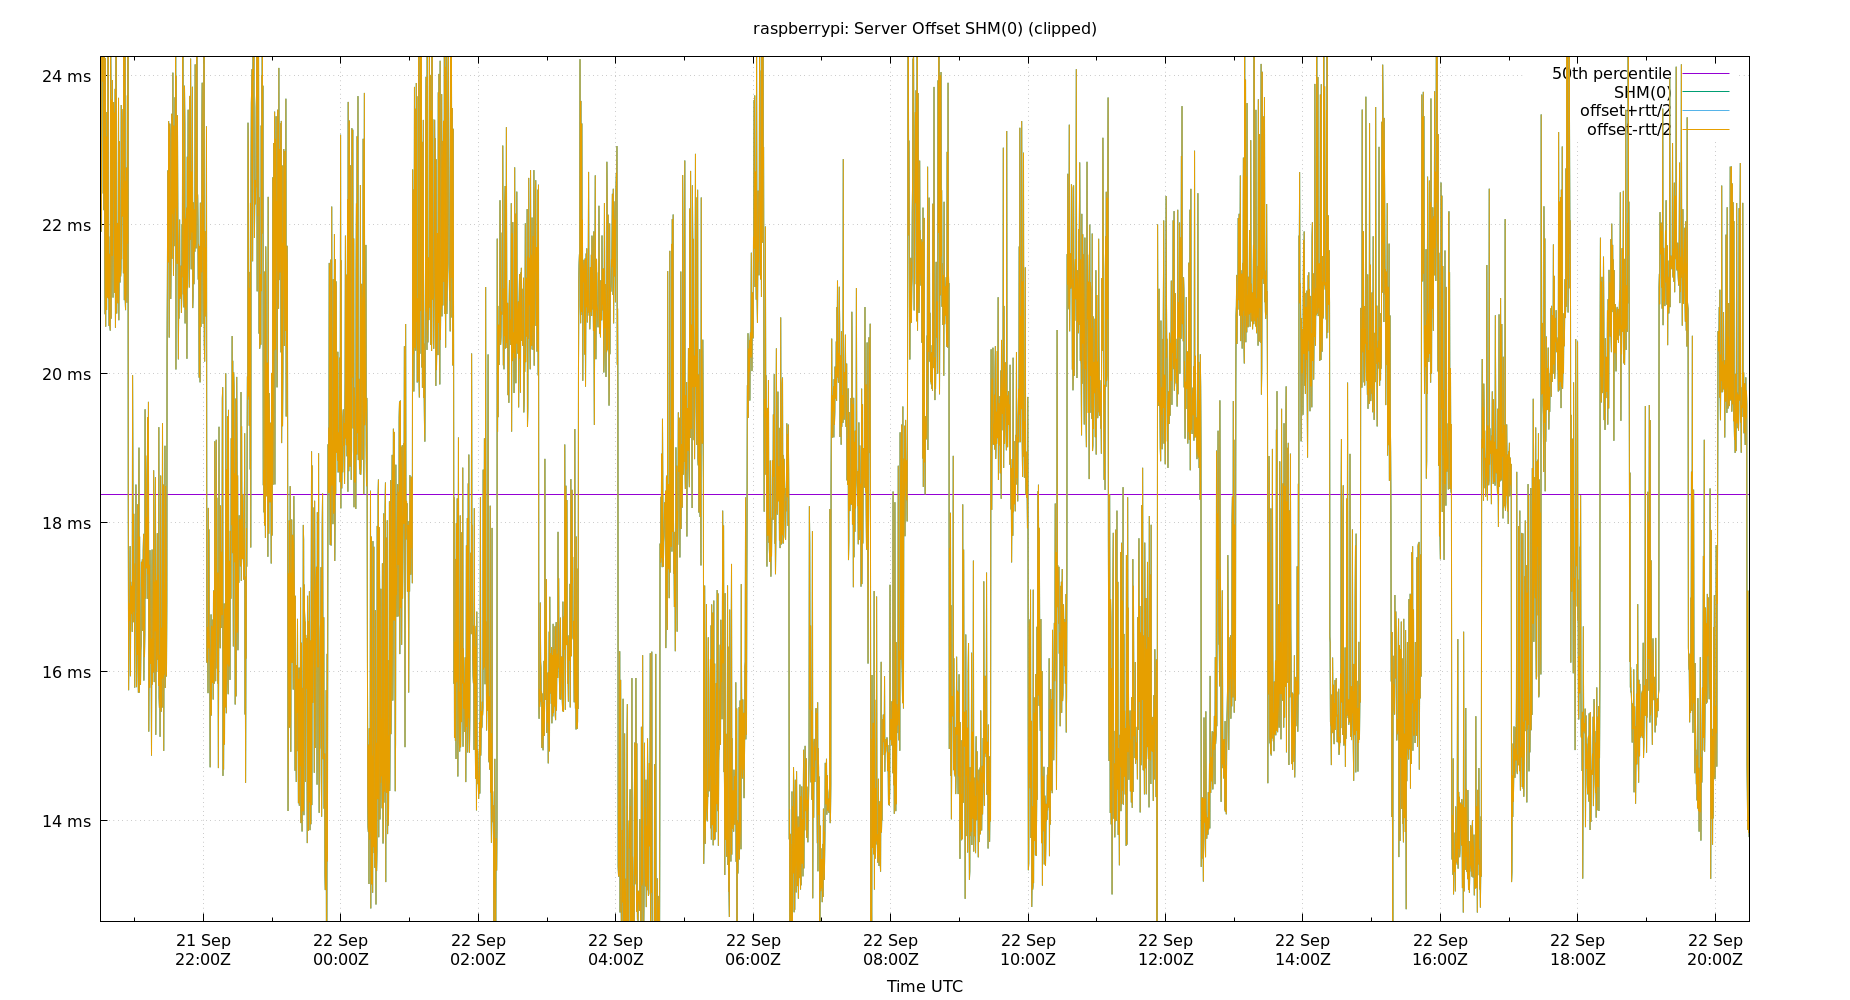 raspberrypi: Server Offset SHM(0) (clipped)
24 ms
22 ms
20 ms
18 ms
16 ms
14 ms
50th percentile
SHM(0)
offset+rtt/2
offset-rtt/2
21 Sep 22 Sep 22 Sep 22 Sep 22 Sep 22 Sep 22 Sep 22 Sep 22 Sep 22 Sep 22 Sep 22 Sep
22:00Z 00:00Z 02:00Z 04:00Z 06:00Z 08:00Z 10:00Z 12:00Z 14:00Z 16:00Z 18:00Z 20:00Z
Time UTC